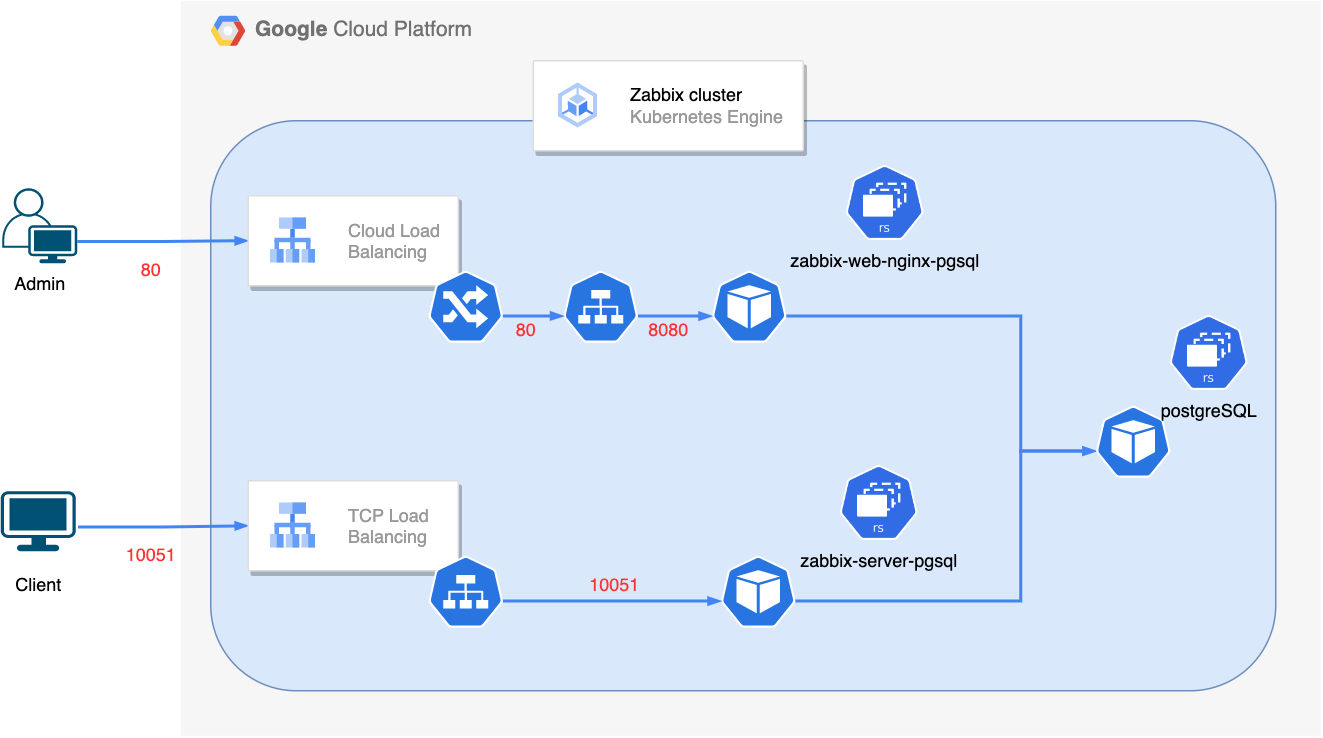 Google Cloud Platform
Zabbix cluster
Kubernetes Engine
rs
zabbix-web-nginx-pgsql
Cloud Load
Balancing
Admin
80
80
8080
rs
postgreSQL
rs
zabbix-server-pgsql
TCP Load
Balancing
10051
Client
10051